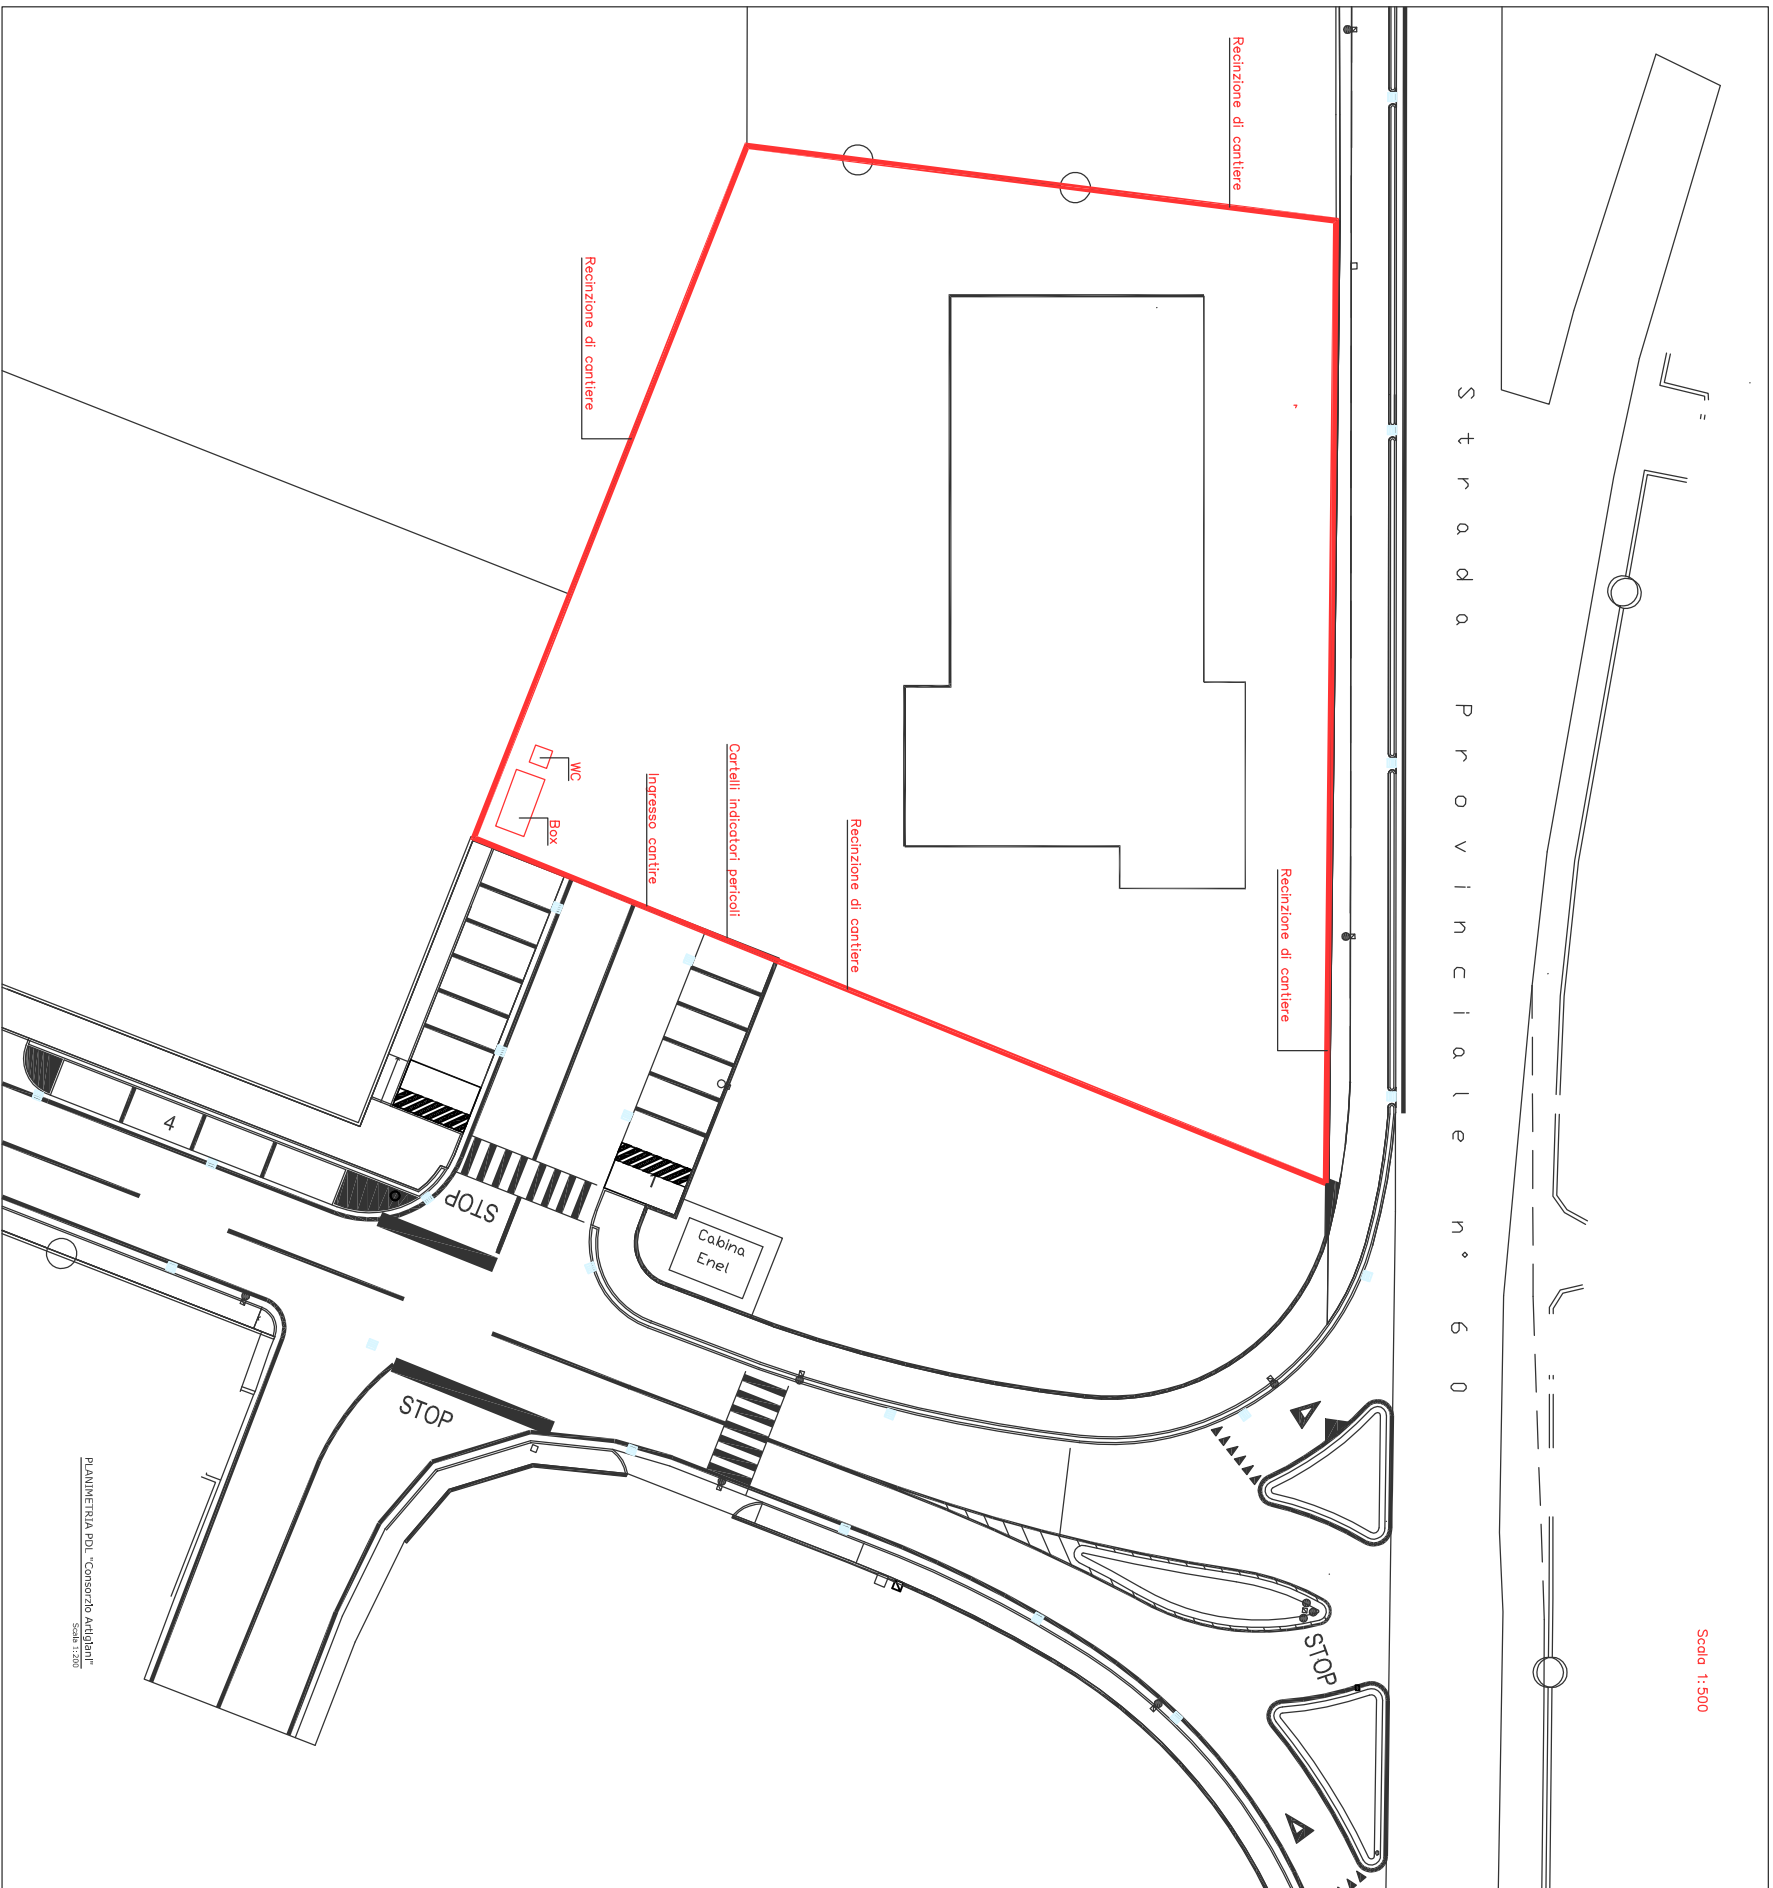 Recinzione di cantiere
Recinzione di cantiere
Strada Provinciale n° 60
WC
Box
Ingresso cantire
Cartelli indicatori pericoli
Recinzione di cantiere
Recinzione di cantiere
4
STOP
1
Cabina
Enel
STOP
STOP
PLANIMETRIA PDL "Consorzio Artigiani"
Scala 1:200
Scala 1:500